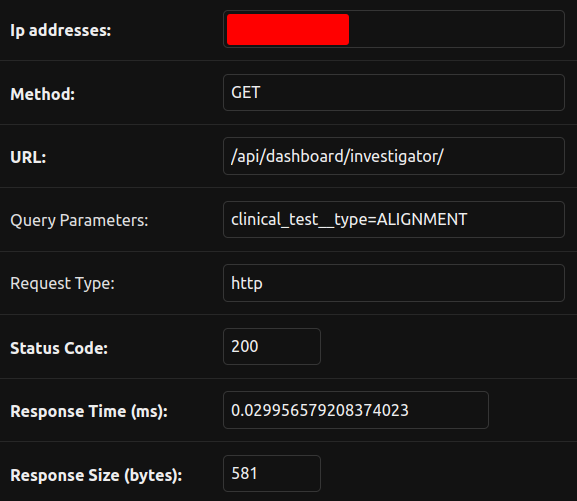 Ip addresses:
Method: GET
URL: /api/dashboard/investigator/
Query Parameters: clinical_test__type=ALIGNMENT
Request Type: http
Status Code: 200
Response Time (ms): 0.029956579208374023
Response Size (bytes): 581